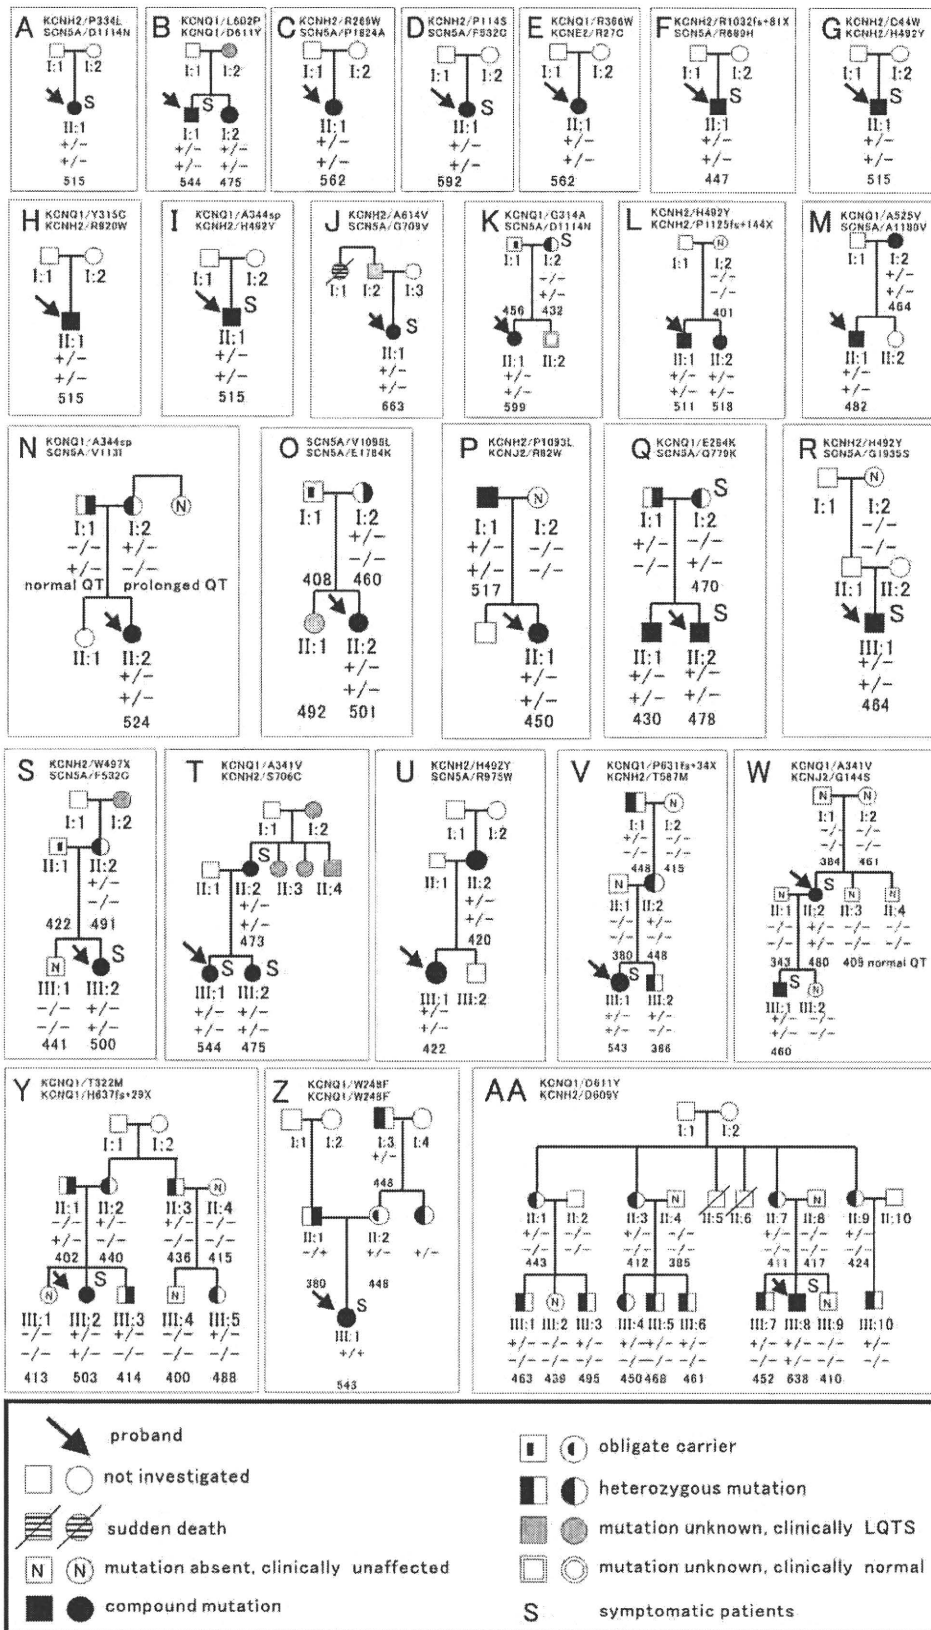 A KCNH2/P334L
SCN5A/D1114N
I:1 I:2
S
II:1
+/−
+/−
515
B KCNQ1/L602P
KCNQ1/D611Y
I:1 I:2
S
I:1 I:2
+/− +/−
+/− +/−
544 475
C KCNH2/R269W
SCN5A/P1824A
I:1 I:2
II:1
+/−
+/−
562
D KCNH2/P114S
SCN5A/F532C
I:1 I:2
S
II:1
+/−
+/−
592
E KCNQ1/R366W
KCNE2/R27C
I:1 I:2
II:1
+/−
+/−
562
F KCNH2/R1032fs+81X
SCN5A/R689H
I:1 I:2
S
II:1
+/−
+/−
447
G KCNH2/C44W
KCNH2/H492Y
I:1 I:2
S
II:1
+/−
+/−
515
H KCNQ1/Y315C
KCNH2/R920W
I:1 I:2
II:1
+/−
+/−
515
I KCNQ1/A344sp
KCNH2/H492Y
I:1 I:2
S
II:1
+/−
+/−
515
J KCNH2/A614V
SCN5A/G709V
I:1 I:2 I:3
S
II:1
+/−
+/−
663
K KCNQ1/G314A
SCN5A/D1114N
S
I:1 I:2
−/−
+/−
456 432
II:1 II:2
+/−
+/−
599
L KCNH2/H492Y
KCNH2/P1125fs+144X
N
I:1 I:2
−/−
−/−
401
II:1 II:2
+/− +/−
+/− +/−
511 518
M KCNQ1/A525V
SCN5A/A1180V
I:1 I:2
+/−
+/−
464
II:1 II:2
+/−
+/−
482
N KCNQ1/A344sp
SCN5A/V113I
N
I:1 I:2
−/− +/−
+/− −/−
normal QT prolonged QT
II:1 II:2
+/−
+/−
524
O SCN5A/V1098L
SCN5A/E1784K
I:1 I:2
+/−
−/−
408 460
II:1 II:2
+/−
+/−
492 501
P KCNH2/P1093L
KCNJ2/R82W
N
I:1 I:2
+/− −/−
+/− −/−
517
II:1
+/−
+/−
450
Q KCNQ1/E264K
SCN5A/Q779K
S
I:1 I:2
+/− −/−
−/− +/−
470
S
II:1 II:2
+/− +/−
+/− +/−
430 478
R KCNH2/H492Y
SCN5A/G1935S
N
I:1 I:2
−/−
−/−
II:1 II:2
S
III:1
+/−
+/−
464
S KCNH2/W497X
SCN5A/F532C
I:1 I:2
II:1 II:2
+/−
−/−
422 491
N S
III:1 III:2
−/− +/−
−/− +/−
441 500
T KCNQ1/A341V
KCNH2/S706C
I:1 I:2
S
II:1 II:2 II:3 II;4
+/−
+/−
473
S S
III:1 III:2
+/− +/−
+/− +/−
544 475
U KCNH2/H492Y
SCN5A/R975W
I:1 I:2
II:1 II:2
+/−
+/−
420
III:1 III:2
+/−
+/−
422
V KCNQ1/P631fs+34X
KCNH2/T587M
N
I:1 I:2
+/− −/−
−/− −/−
448 415
N
II:1 II:2
−/− +/−
−/− −/−
380 448
S
III:1 III:2
+/− +/−
+/− −/−
543 366
W KCNQ1/A341V
KCNJ2/G144S
N N
I:1 I:2
−/− −/−
−/− −/−
384 461
S
N N N
II:1 II:2 II:3 II:4
−/− +/− −/− −/−
−/− +/− −/− −/−
343 480 409 normal QT
S N
III:1 III:2
+/− −/−
+/− −/−
460
Y KCNQ1/T322M
KCNQ1/H637fs+29X
I:1 I:2
N
II:1 II:2 II:3 II:4
−/− +/− +/− −/−
+/− −/− −/− −/−
402 440 436 415
N S N
III:1 III:2 III:3 III:4 III:5
−/− +/− +/− −/− +/−
−/− +/− −/− −/− −/−
413 503 414 400 488
Z KCNQ1/W248F
KCNQ1/W248F
I:1 I:2 I:3 I:4
+/−
448
II:1 II:2
−/+ +/− +/−
380 448
S
III:1
+/+
543
AA KCNQ1/D611Y
KCNH2/D609Y
I:1 I:2
N N
II:1 II:2 II:3 II:4 II:5 II:6 II:7 II:8 II:9 II:10
443 412 385 411 417 424
N S N
III:1 III:2 III:3 III:4 III:5 III:6 III:7 III:8 III:9 III:10
463 439 495 450 468 461 452 638 410
proband
not investigated
sudden death
N N mutation absent, clinically unaffected
compound mutation
obligate carrier
heterozygous mutation
mutation unknown, clinically LQTS
mutation unknown, clinically normal
S symptomatic patients